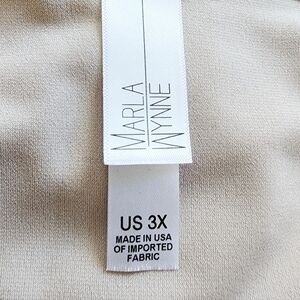 MARLA
WYNNE
US 3X
MADE IN USA
OF IMPORTED
FABRIC